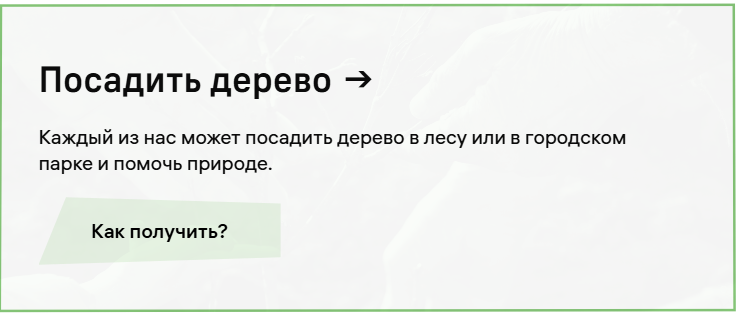 Посадить дерево →
Каждый из нас может посадить дерево в лесу или в городском
парке и помочь природе.
Как получить?